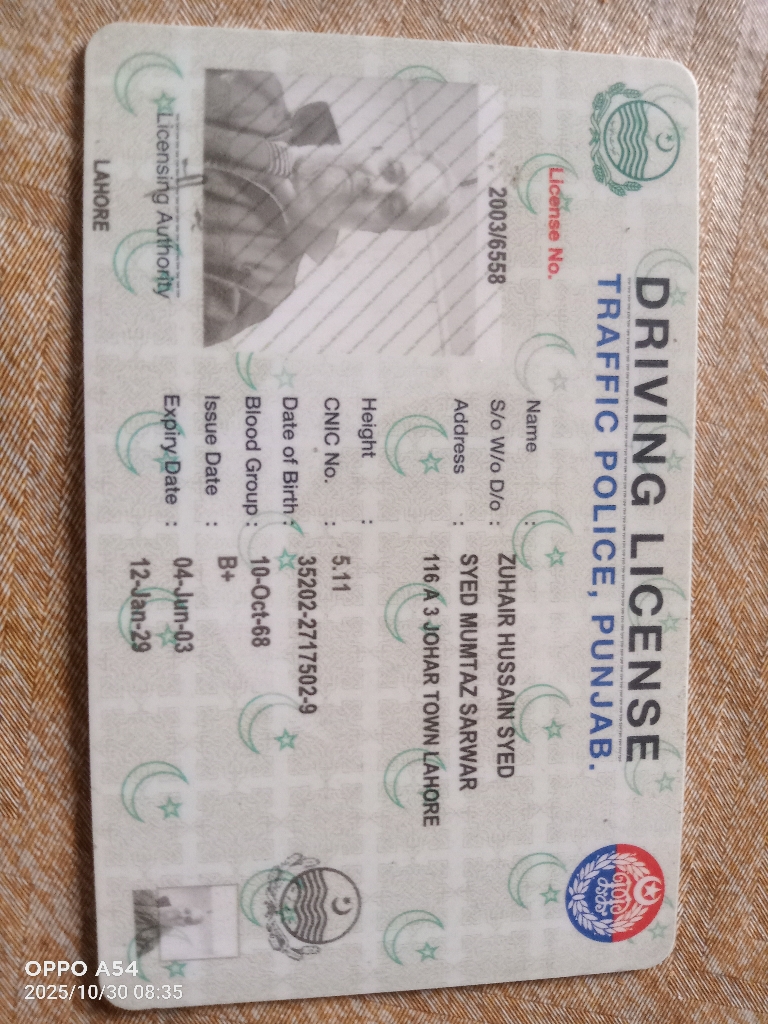 DRIVING LICENSE
TRAFFIC POLICE, PUNJAB.
License No.
2003/6558
Name : ZUHAIR HUSSAIN SYED
S/o W/o D/o : SYED MUMTAZ SARWAR
Address : 116 A 3 JOHAR TOWN LAHORE
Height : 5.11
CNIC No. : 35202-2717502-9
Date of Birth : 10-Oct-68
Blood Group : B+
Issue Date : 04-Jun-03
Expiry Date : 12-Jan-29
Licensing Authority
LAHORE
OPPO A54
2025/10/30 08:35